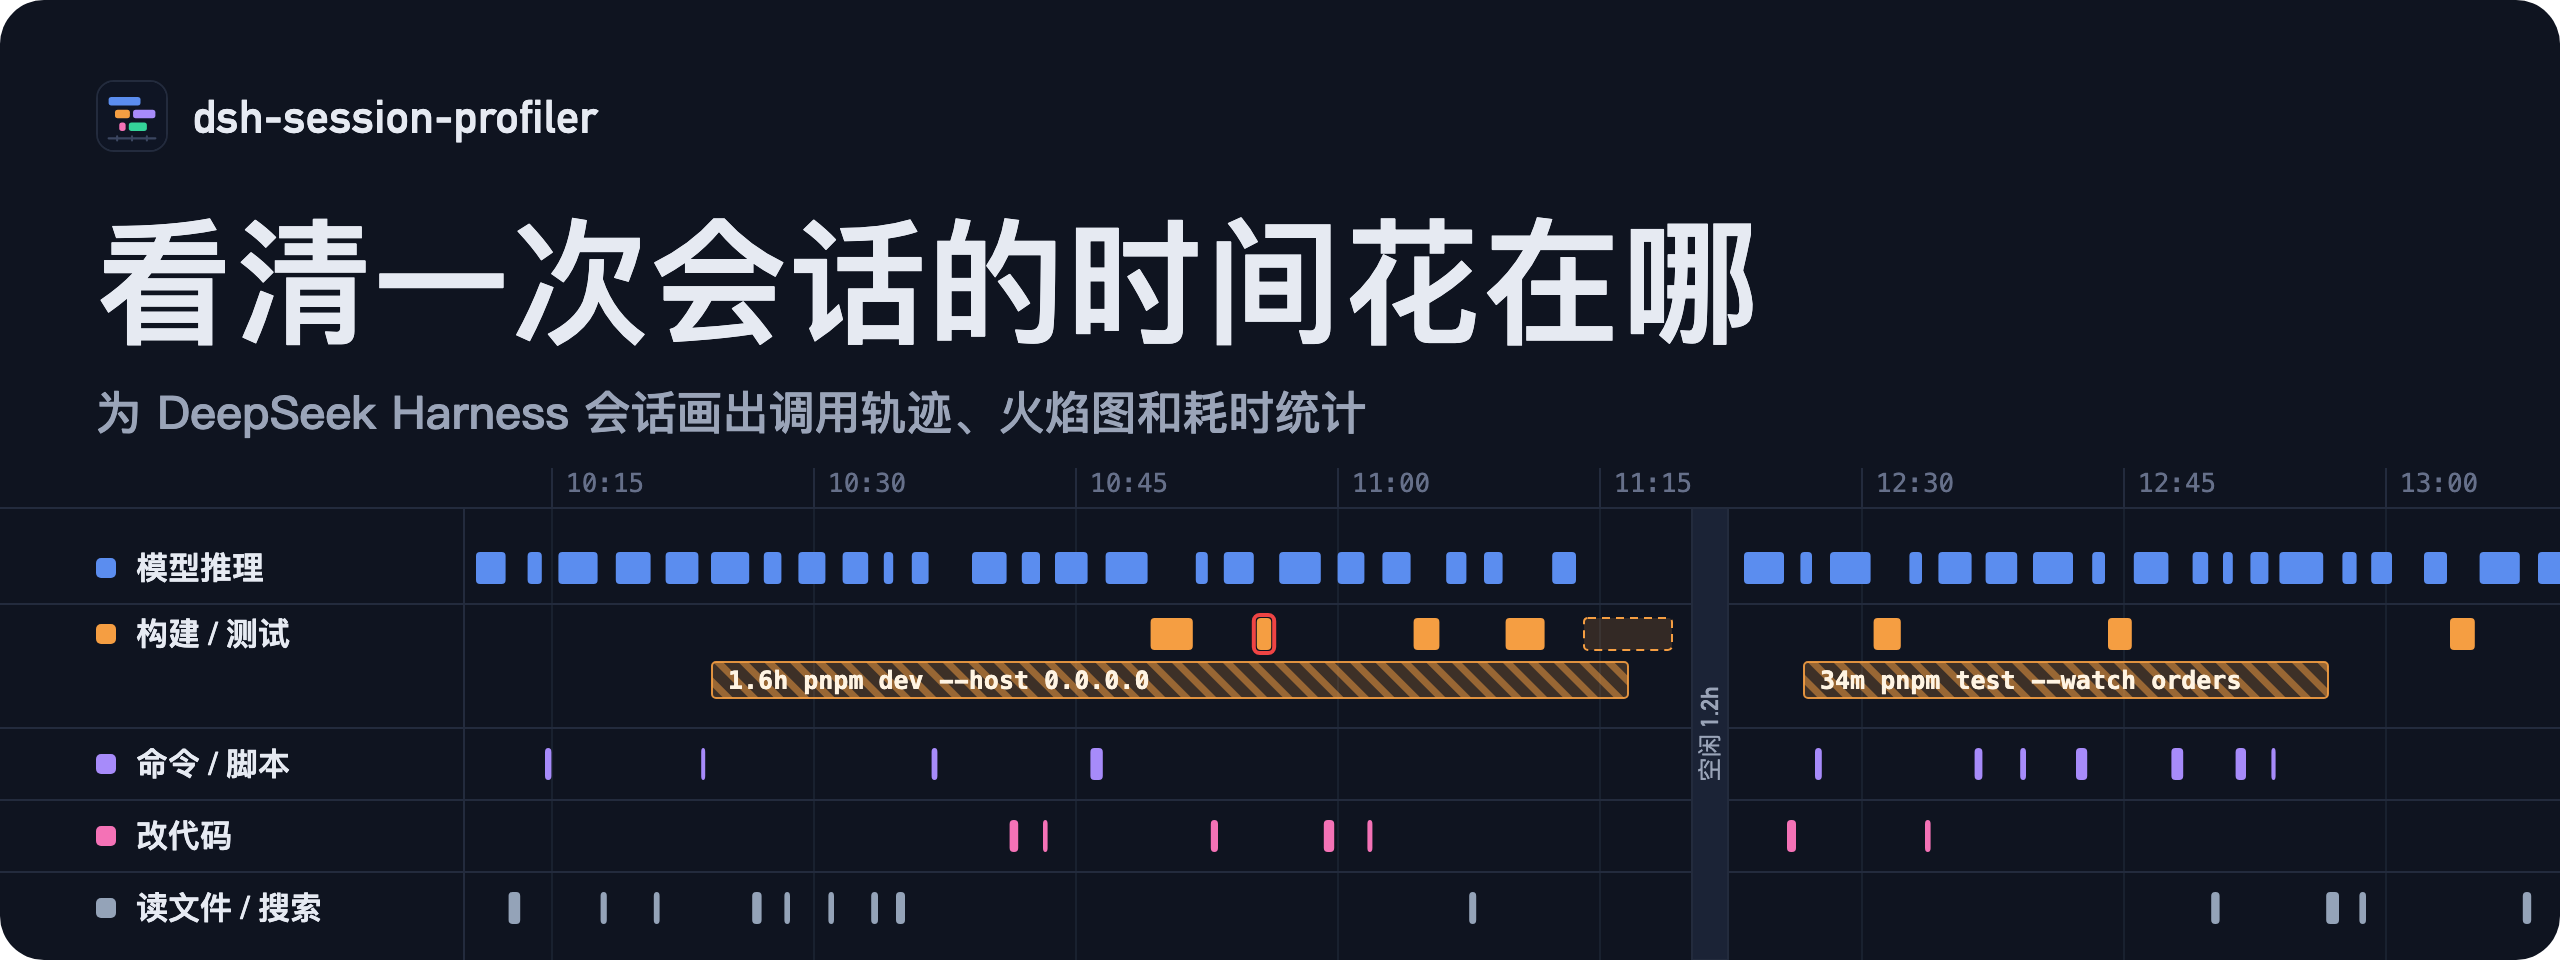 dsh-session-profiler
看清一次会话的时间花在哪
为 DeepSeek Harness 会话画出调用轨迹、火焰图和耗时统计
10:15 10:30 10:45 11:00 11:15 12:30 12:45 13:00
模型推理
构建 / 测试
1.6h pnpm dev --host 0.0.0.0
34m pnpm test --watch orders
空闲 1.2h
命令 / 脚本
改代码
读文件 / 搜索